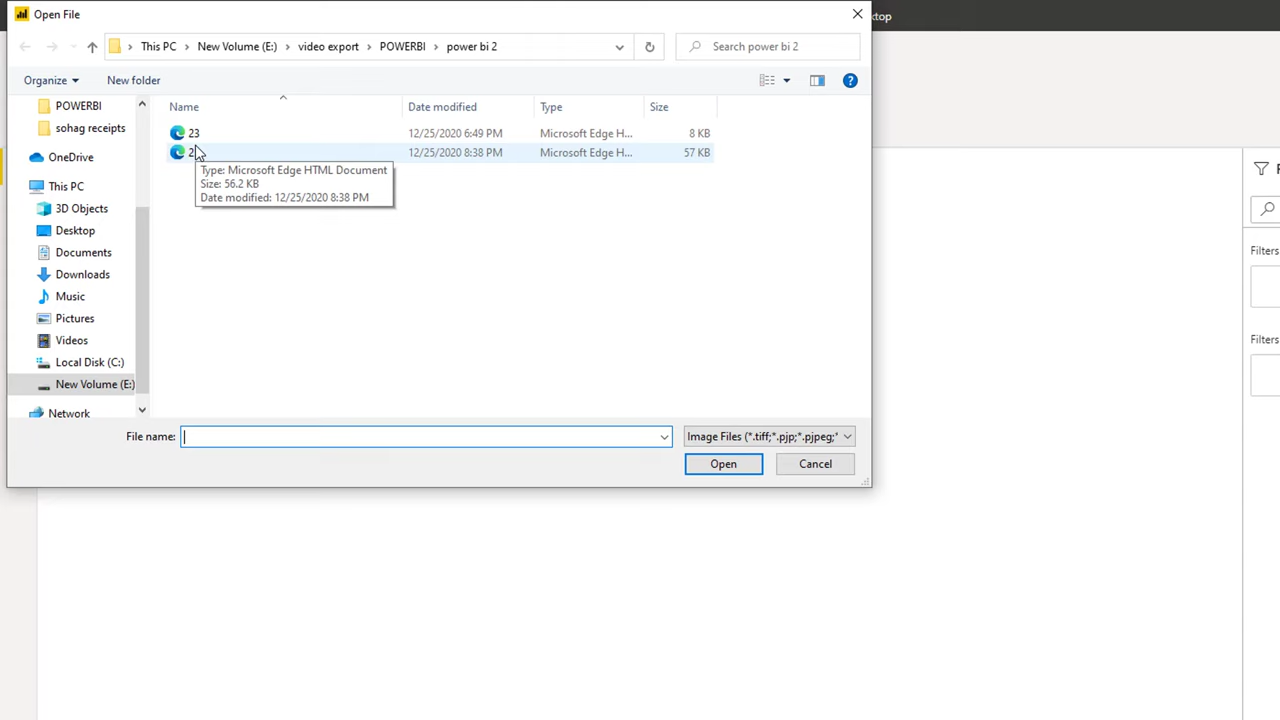 Open File
ktop
This PC
New Volume (E:)
video export
POWERBI
power bi 2
Search power bi 2
Organize
New folder
Name
Date modified
Type
Size
POWERBI
sohag receipts
OneDrive
This PC
3D Objects
Desktop
Documents
Downloads
Music
Pictures
Videos
Local Disk (C:)
New Volume (E:)
Network
23
12/25/2020 6:49 PM
Microsoft Edge H...
8 KB
12/25/2020 8:38 PM
Microsoft Edge H...
57 KB
Type: Microsoft Edge HTML Document
Size: 56.2 KB
Date modified: 12/25/2020 8:38 PM
Filters
Filters
File name:
Image Files (*.tiff;*.pjp;*.pjpeg;*
Open
Cancel